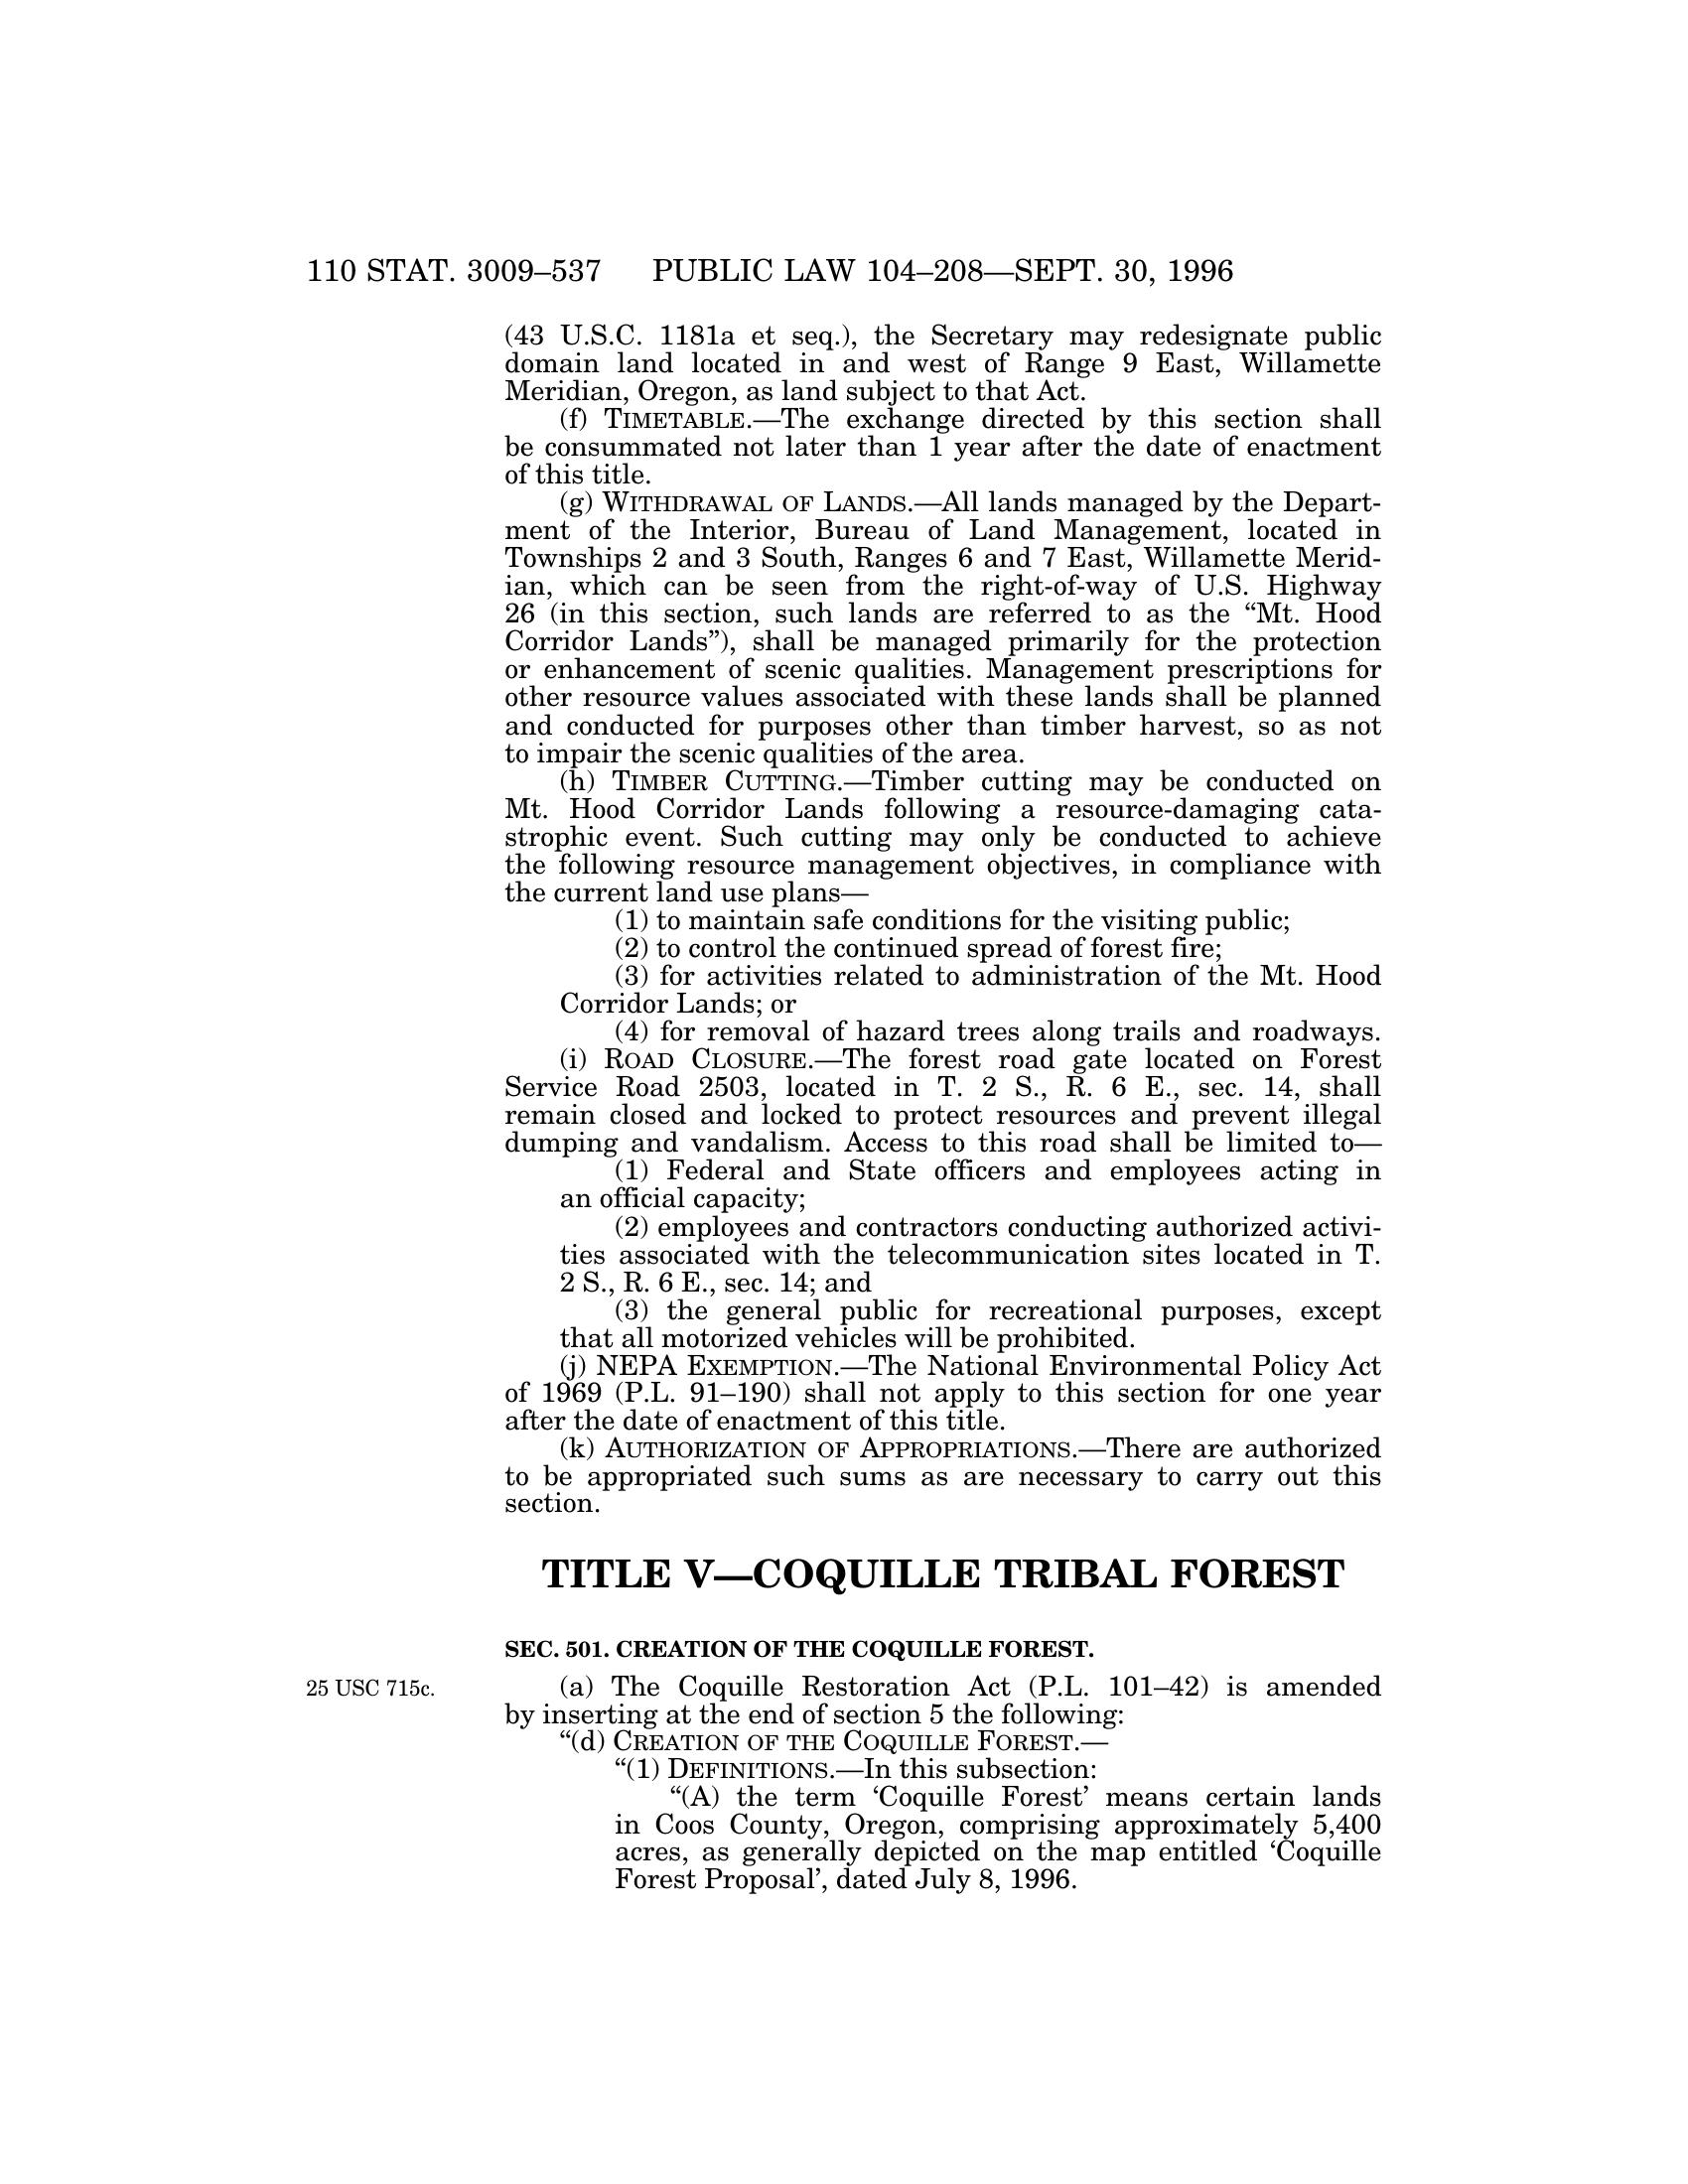 110 STAT. 3009–537 PUBLIC LAW 104–208—SEPT. 30, 1996
(43 U.S.C. 1181a et seq.), the Secretary may redesignate public
domain land located in and west of Range 9 East, Willamette
Meridian, Oregon, as land subject to that Act.
(f) TIMETABLE.—The exchange directed by this section shall
be consummated not later than 1 year after the date of enactment
of this title.
(g) WITHDRAWAL OF LANDS.—All lands managed by the Depart-
ment of the Interior, Bureau of Land Management, located in
Townships 2 and 3 South, Ranges 6 and 7 East, Willamette Merid-
ian, which can be seen from the right-of-way of U.S. Highway
26 (in this section, such lands are referred to as the “Mt. Hood
Corridor Lands”), shall be managed primarily for the protection
or enhancement of scenic qualities. Management prescriptions for
other resource values associated with these lands shall be planned
and conducted for purposes other than timber harvest, so as not
to impair the scenic qualities of the area.
(h) TIMBER CUTTING.—Timber cutting may be conducted on
Mt. Hood Corridor Lands following a resource-damaging cata-
strophic event. Such cutting may only be conducted to achieve
the following resource management objectives, in compliance with
the current land use plans—
(1) to maintain safe conditions for the visiting public;
(2) to control the continued spread of forest fire;
(3) for activities related to administration of the Mt. Hood
Corridor Lands; or
(4) for removal of hazard trees along trails and roadways.
(i) ROAD CLOSURE.—The forest road gate located on Forest
Service Road 2503, located in T. 2 S., R. 6 E., sec. 14, shall
remain closed and locked to protect resources and prevent illegal
dumping and vandalism. Access to this road shall be limited to—
(1) Federal and State officers and employees acting in
an official capacity;
(2) employees and contractors conducting authorized activi-
ties associated with the telecommunication sites located in T.
2 S., R. 6 E., sec. 14; and
(3) the general public for recreational purposes, except
that all motorized vehicles will be prohibited.
(j) NEPA EXEMPTION.—The National Environmental Policy Act
of 1969 (P.L. 91–190) shall not apply to this section for one year
after the date of enactment of this title.
(k) AUTHORIZATION OF APPROPRIATIONS.—There are authorized
to be appropriated such sums as are necessary to carry out this
section.
TITLE V—COQUILLE TRIBAL FOREST
SEC. 501. CREATION OF THE COQUILLE FOREST.
25 USC 715c.
(a) The Coquille Restoration Act (P.L. 101–42) is amended
by inserting at the end of section 5 the following:
“(d) CREATION OF THE COQUILLE FOREST.—
“(1) DEFINITIONS.—In this subsection:
“(A) the term ‘Coquille Forest’ means certain lands
in Coos County, Oregon, comprising approximately 5,400
acres, as generally depicted on the map entitled ‘Coquille
Forest Proposal’, dated July 8, 1996.